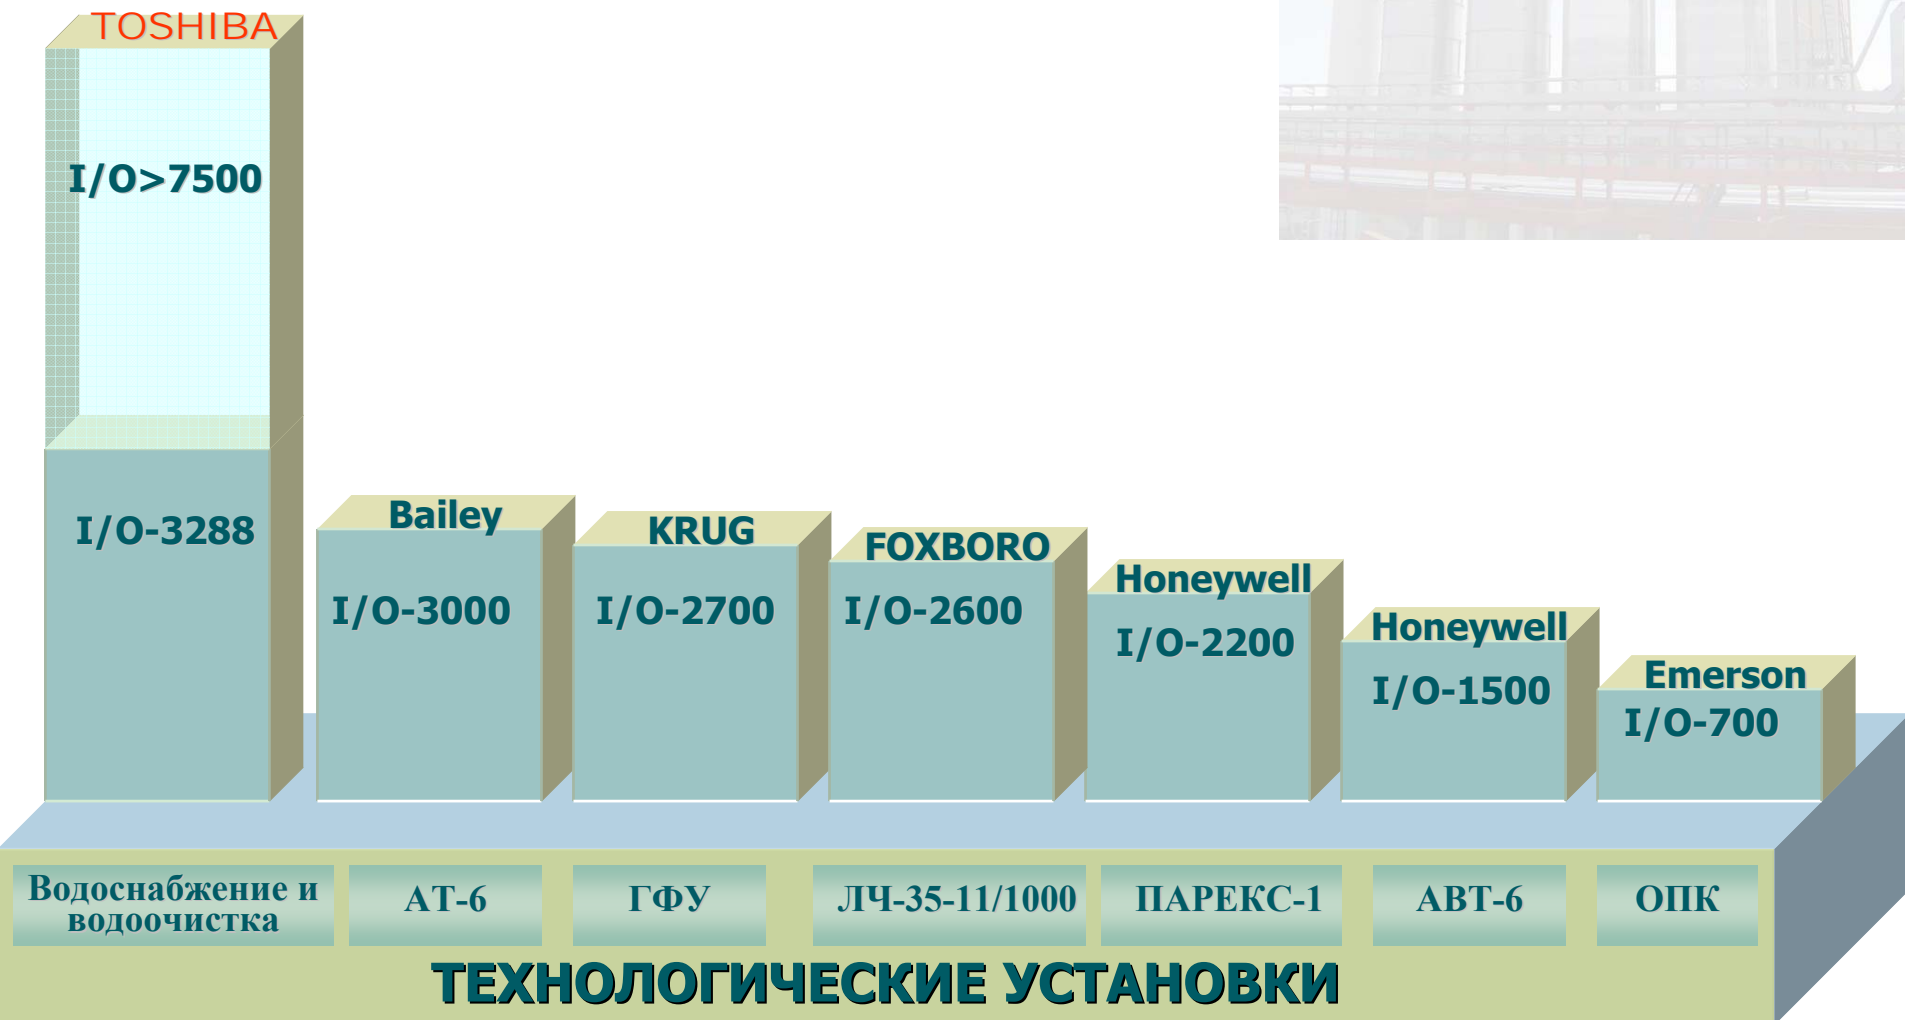 TOSHIBA
I/O>7500
I/O-3288
Bailey
I/O-3000
KRUG
I/O-2700
FOXBORO
I/O-2600
Honeywell
I/O-2200
Honeywell
I/O-1500
Emerson
I/O-700
Водоснабжение и
водоочистка
АТ-6
ГФУ
ЛЧ-35-11/1000
ПАРЕКС-1
АВТ-6
ОПК
ТЕХНОЛОГИЧЕСКИЕ УСТАНОВКИ